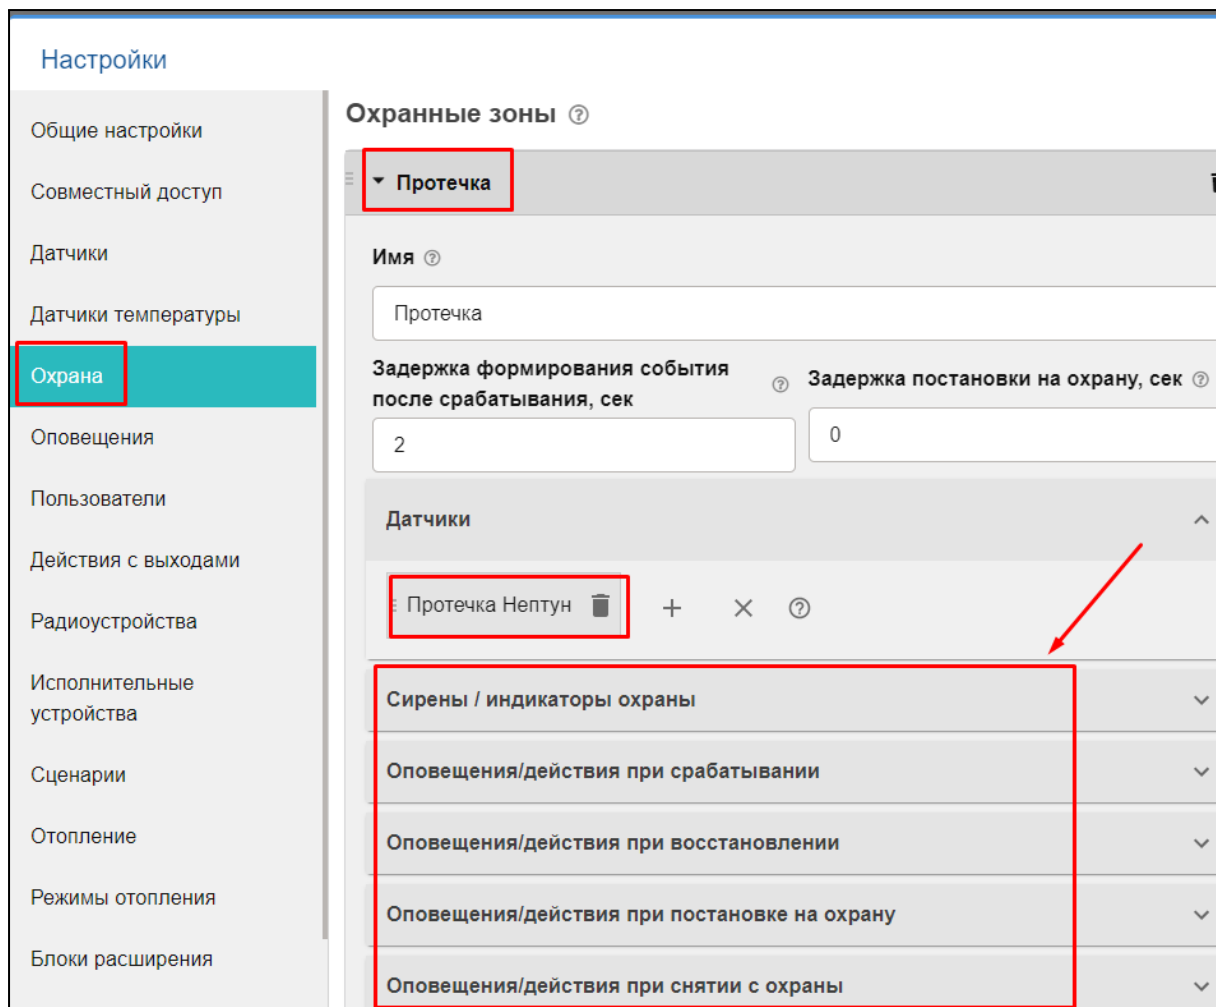 Настройки
Общие настройки
Совместный доступ
Датчики
Датчики температуры
Охрана
Оповещения
Пользователи
Действия с выходами
Радиоустройства
Исполнительные
устройства
Сценарии
Отопление
Режимы отопления
Блоки расширения
Охранные зоны
Протечка
Имя
Протечка
Задержка формирования события
после срабатывания, сек
2
Задержка постановки на охрану, сек
0
Датчики
Протечка Нептун
Сирены / индикаторы охраны
Оповещения/действия при срабатывании
Оповещения/действия при восстановлении
Оповещения/действия при постановке на охрану
Оповещения/действия при снятии с охраны